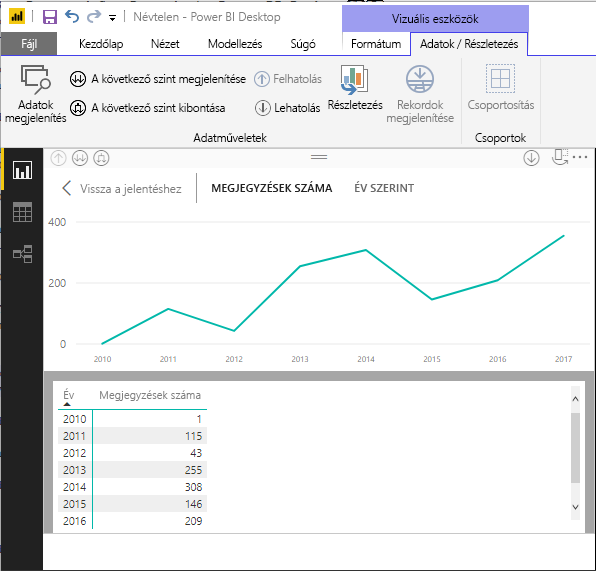 Névtelen - Power BI Desktop
Vizuális eszközök
Fájl Kezdőlap Nézet Modellezés Súgó Formátum Adatok / Részletezés
Adatok megjelenítés
A következő szint megjelenítése
A következő szint kibontása
Felhatolás
Lehatolás
Részletezés
Rekordok megjelenítése
Csoportosítás
Adatműveletek
Csoportok
Vissza a jelentéshez
MEGJEGYZÉSEK SZÁMA
ÉV SZERINT
400
200
0
2010 2011 2012 2013 2014 2015 2016 2017
Év Megjegyzések száma
2010 1
2011 115
2012 43
2013 255
2014 308
2015 146
2016 209